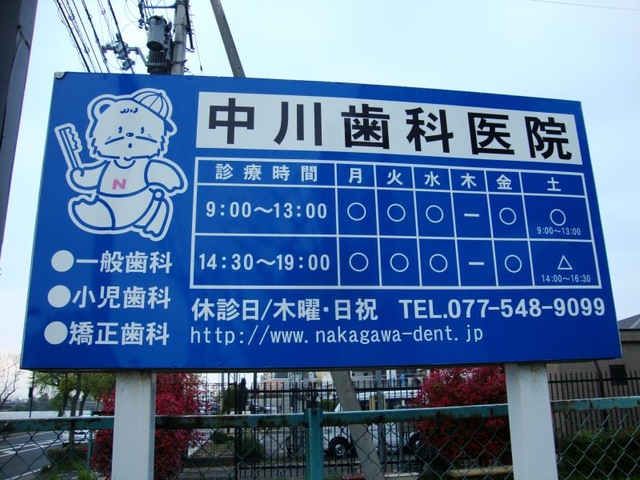 中川歯科医院
N
診療時間 月 火 水 木 金 土
9:00～13:00 ○ ○ ○ － ○ ○
9:00～13:00
14:30～19:00 ○ ○ ○ － ○ △
14:00～16:30
●一般歯科
●小児歯科
●矯正歯科
休診日/木曜・日祝 TEL.077-548-9099
http://www.nakagawa-dent.jp